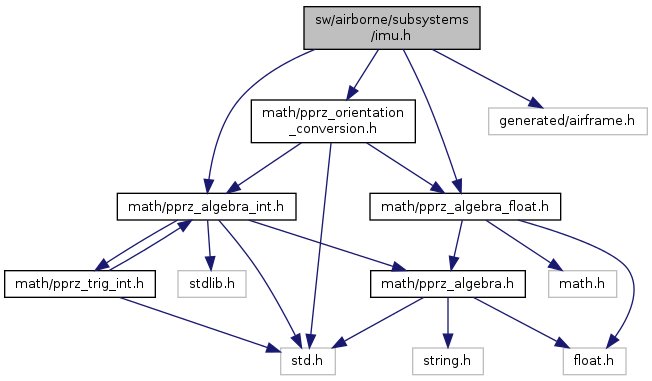 sw/airborne/subsystems
/imu.h
math/pprz_orientation
_conversion.h
generated/airframe.h
math/pprz_algebra_int.h
math/pprz_algebra_float.h
math/pprz_trig_int.h
stdlib.h
math/pprz_algebra.h
math.h
std.h
string.h
float.h